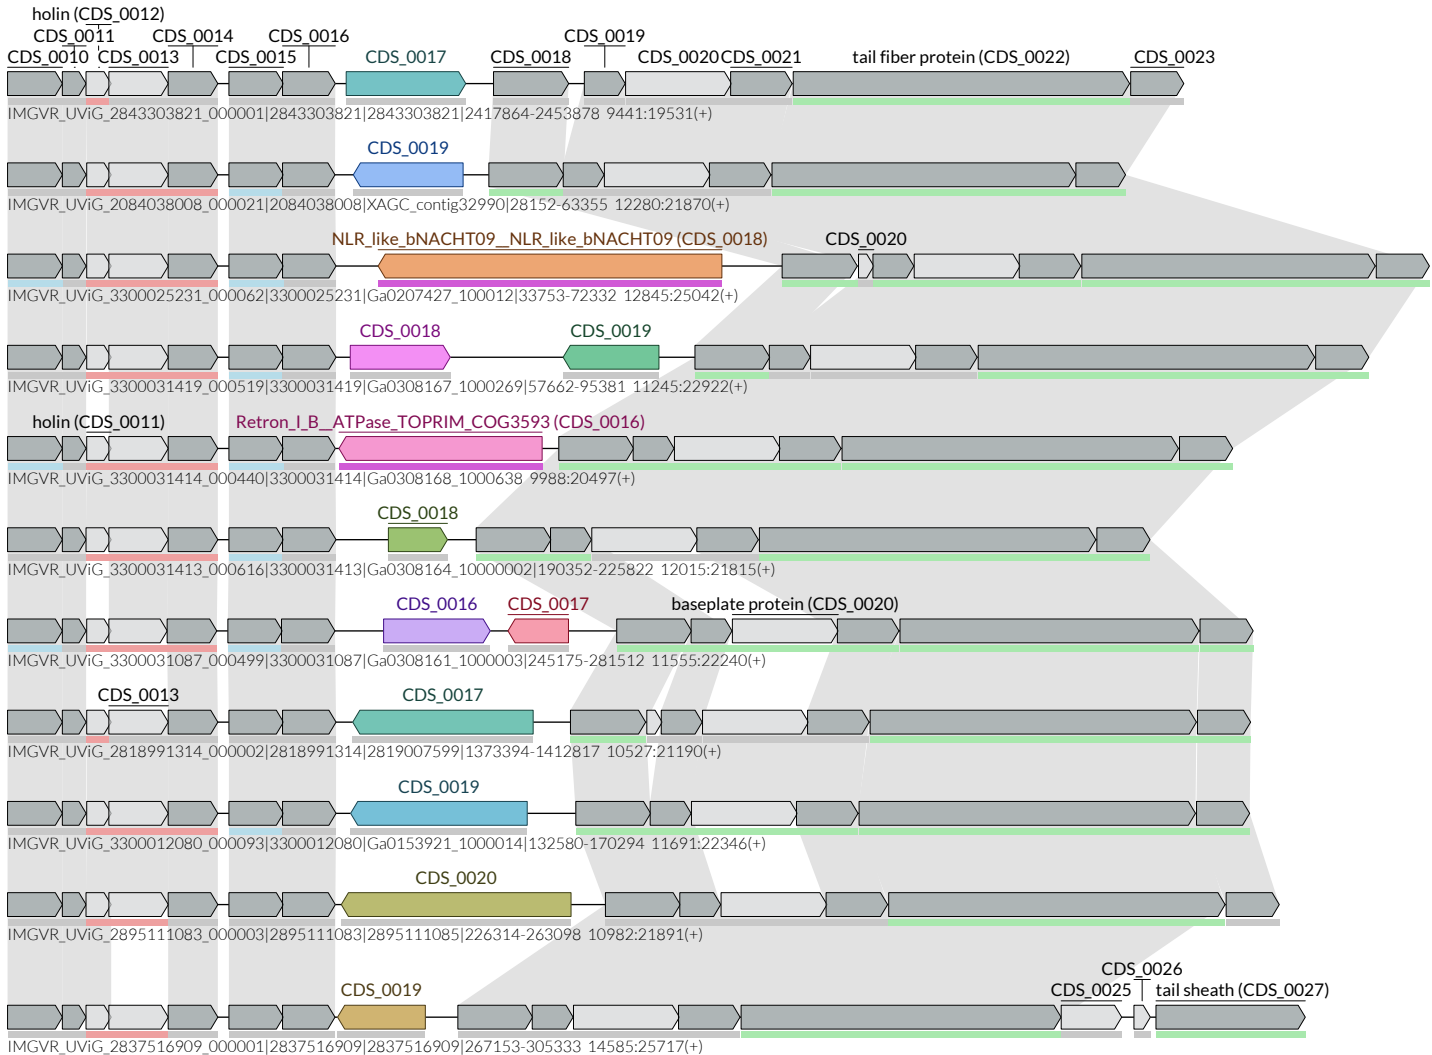 holin (CDS_0012)
CDS_0011 CDS_0014 CDS_0016 CDS_0019
CDS_0010 CDS_0013 CDS_0015 CDS_0017 CDS_0018 CDS_0020 CDS_0021 tail fiber protein (CDS_0022) CDS_0023
IMGVR_UViG_2843303821_000001|2843303821|2843303821|2417864-2453878 9441:19531(+)
CDS_0019
IMGVR_UViG_2084038008_000021|2084038008|XAGC_contig32990|28152-63355 12280:21870(+)
NLR_like_bNACHT09__NLR_like_bNACHT09 (CDS_0018) CDS_0020
IMGVR_UViG_3300025231_000062|3300025231|Ga0207427_100012|33753-72332 12845:25042(+)
CDS_0018 CDS_0019
IMGVR_UViG_3300031419_000519|3300031419|Ga0308167_1000269|57662-95381 11245:22922(+)
holin (CDS_0011) Retron_I_B__ATPase_TOPRIM_COG3593 (CDS_0016)
IMGVR_UViG_3300031414_000440|3300031414|Ga0308168_1000638 9988:20497(+)
CDS_0018
IMGVR_UViG_3300031413_000616|3300031413|Ga0308164_10000002|190352-225822 12015:21815(+)
CDS_0016 CDS_0017 baseplate protein (CDS_0020)
IMGVR_UViG_3300031087_000499|3300031087|Ga0308161_1000003|245175-281512 11555:22240(+)
CDS_0013 CDS_0017
IMGVR_UViG_2818991314_000002|2818991314|2819007599|1373394-1412817 10527:21190(+)
CDS_0019
IMGVR_UViG_3300012080_000093|3300012080|Ga0153921_1000014|132580-170294 11691:22346(+)
CDS_0020
IMGVR_UViG_2895111083_000003|2895111083|2895111085|226314-263098 10982:21891(+)
CDS_0026
CDS_0019 CDS_0025 tail sheath (CDS_0027)
IMGVR_UViG_2837516909_000001|2837516909|2837516909|267153-305333 14585:25717(+)